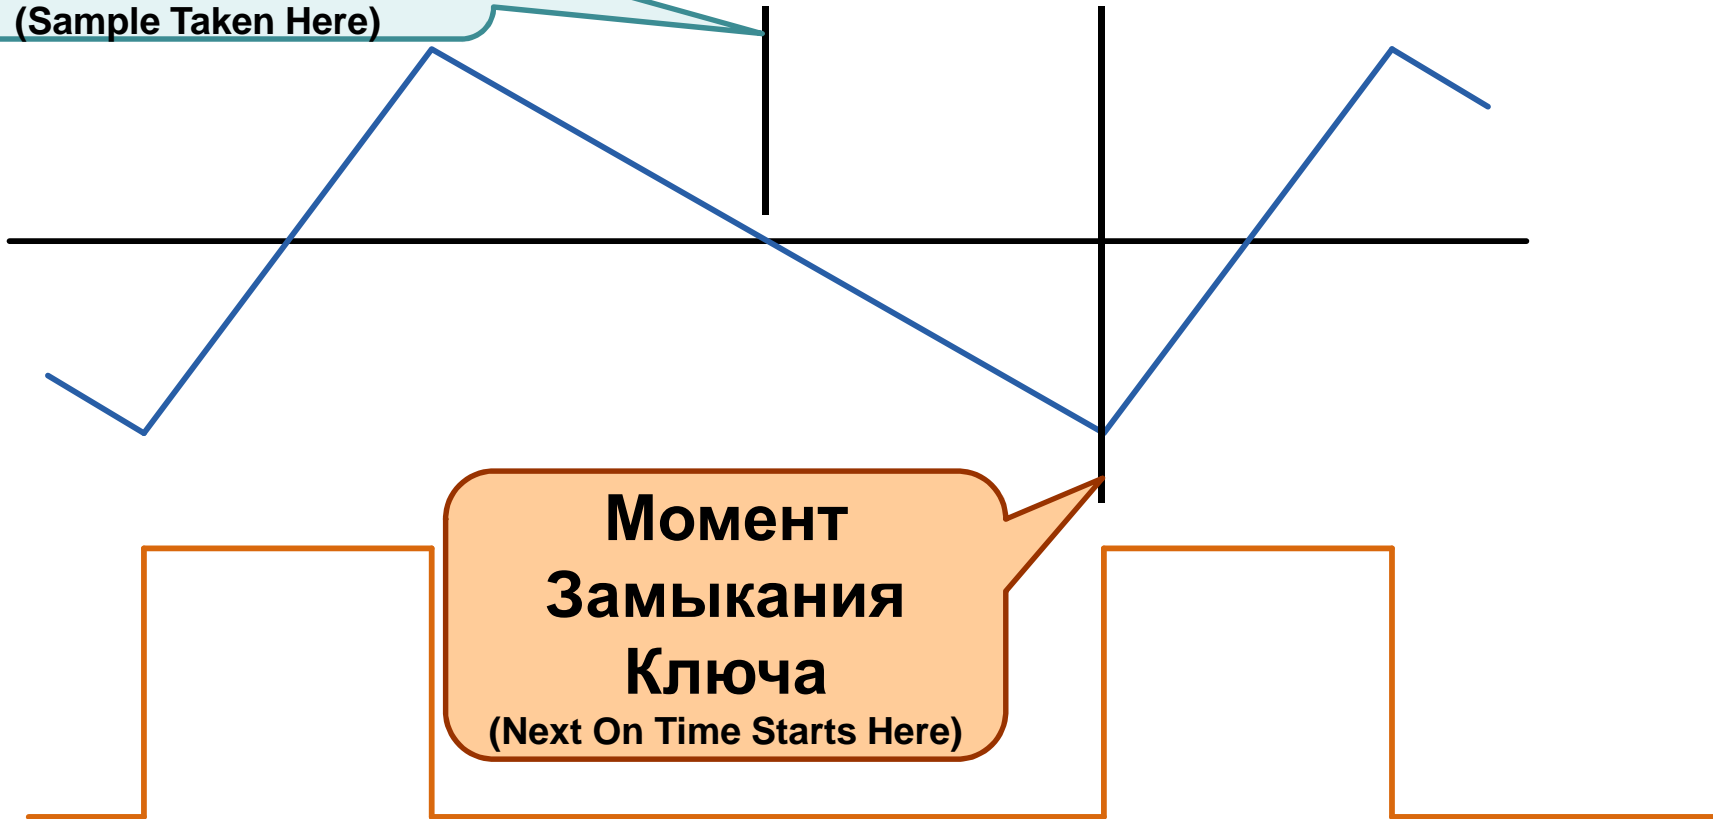 (Sample Taken Here)
Момент
Замыкания
Ключа
(Next On Time Starts Here)